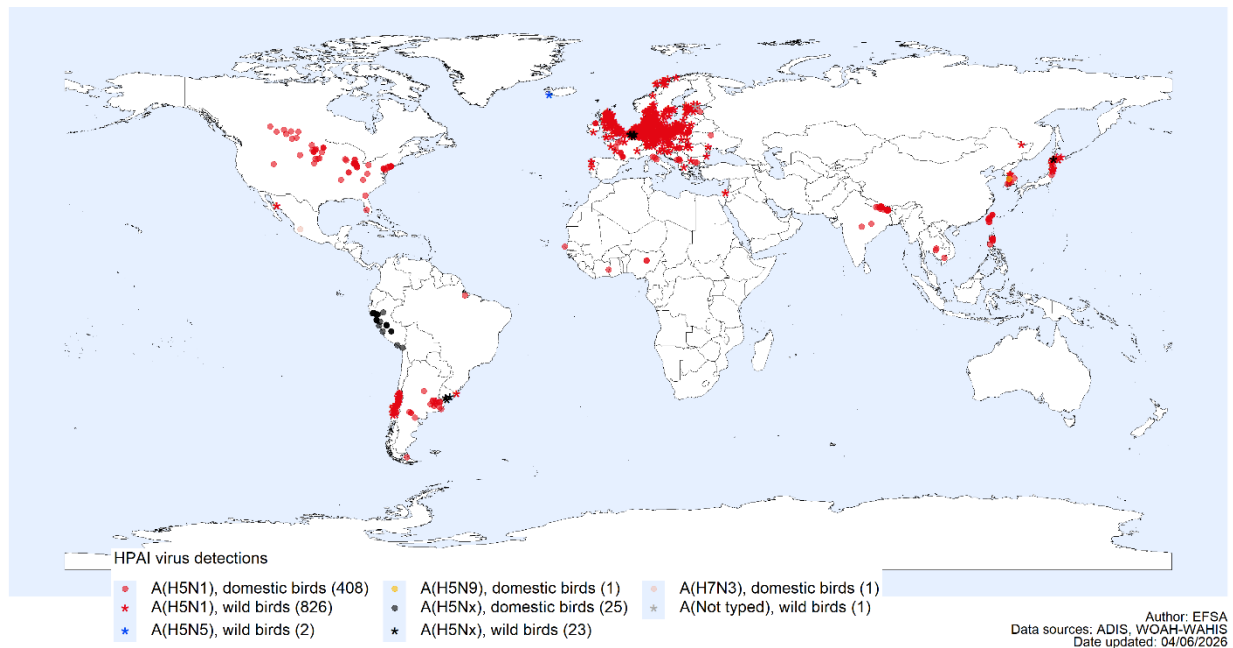 HPAI virus detections
A(H5N1), domestic birds (408)
A(H5N1), wild birds (826)
A(H5N5), wild birds (2)
A(H5N9), domestic birds (1)
A(H5Nx), domestic birds (25)
A(H5Nx), wild birds (23)
A(H7N3), domestic birds (1)
A(Not typed), wild birds (1)
Author: EFSA
Data sources: ADIS, WOAH-WAHIS
Date updated: 04/06/2026